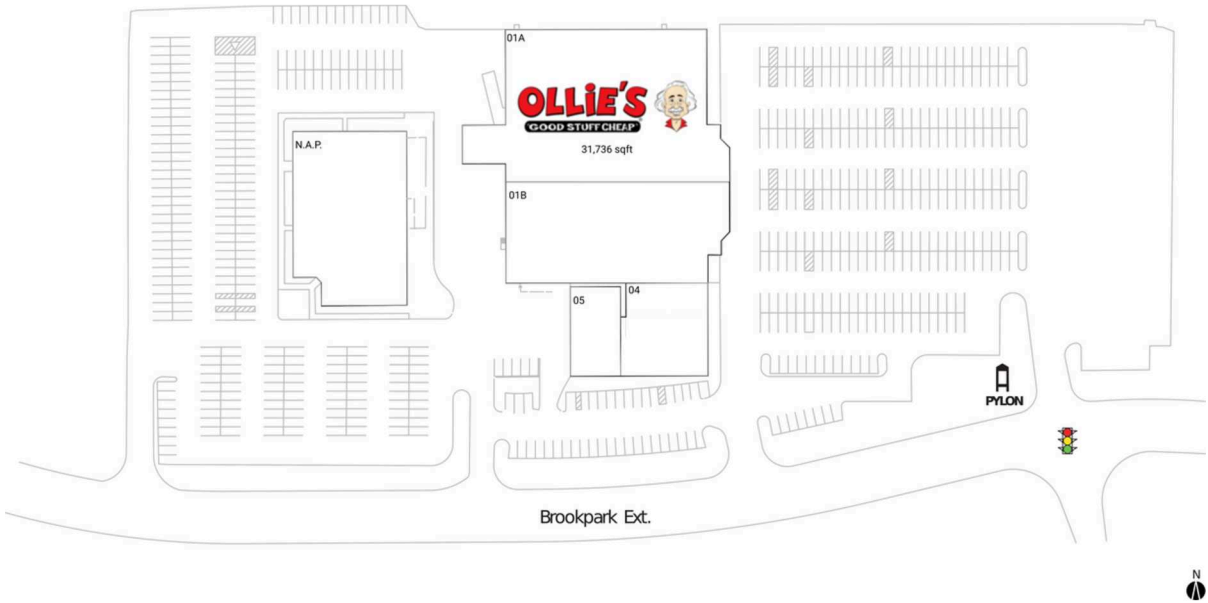 01A
OLLiE'S
GOOD STUFF CHEAP
31,736 sqft
N.A.P.
01B
05
04
PYLON
Brookpark Ext.
N